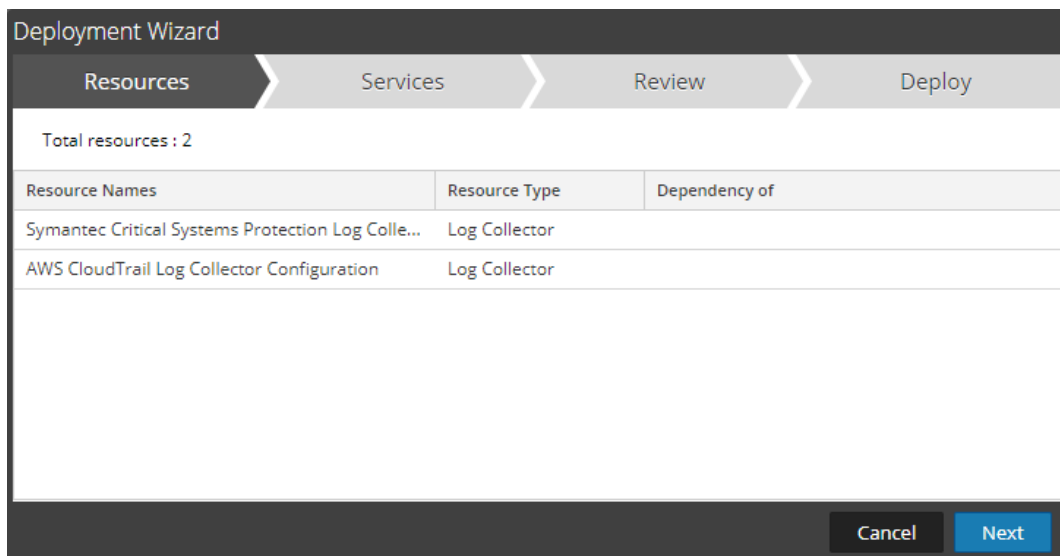 Deployment Wizard
Resources Services Review Deploy
Total resources : 2
Resource Names Resource Type Dependency of
Symantec Critical Systems Protection Log Colle... Log Collector
AWS CloudTrail Log Collector Configuration Log Collector
Cancel Next